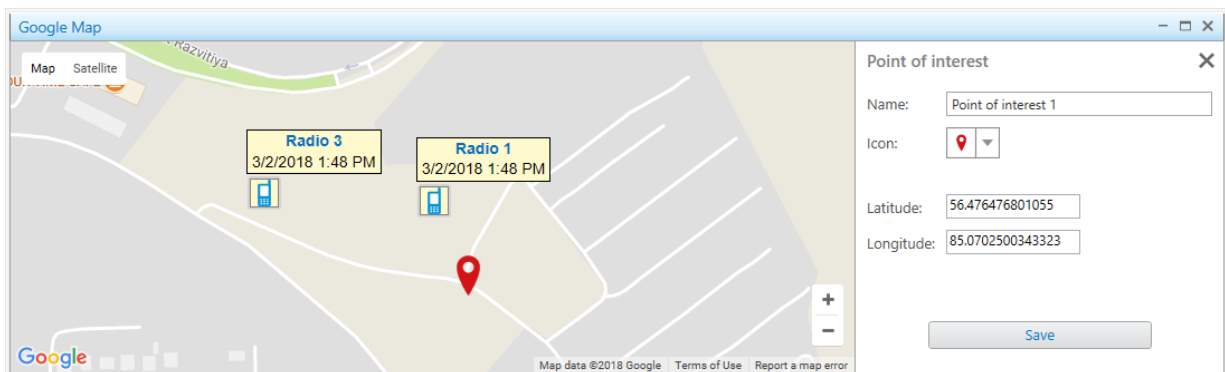 Google Map
Razvitiya
Map Satellite
Radio 3
3/2/2018 1:48 PM
Radio 1
3/2/2018 1:48 PM
Google
Map data ©2018 Google Terms of Use Report a map error
Point of interest
Name: Point of interest 1
Icon:
Latitude: 56.476476801055
Longitude: 85.0702500343323
Save